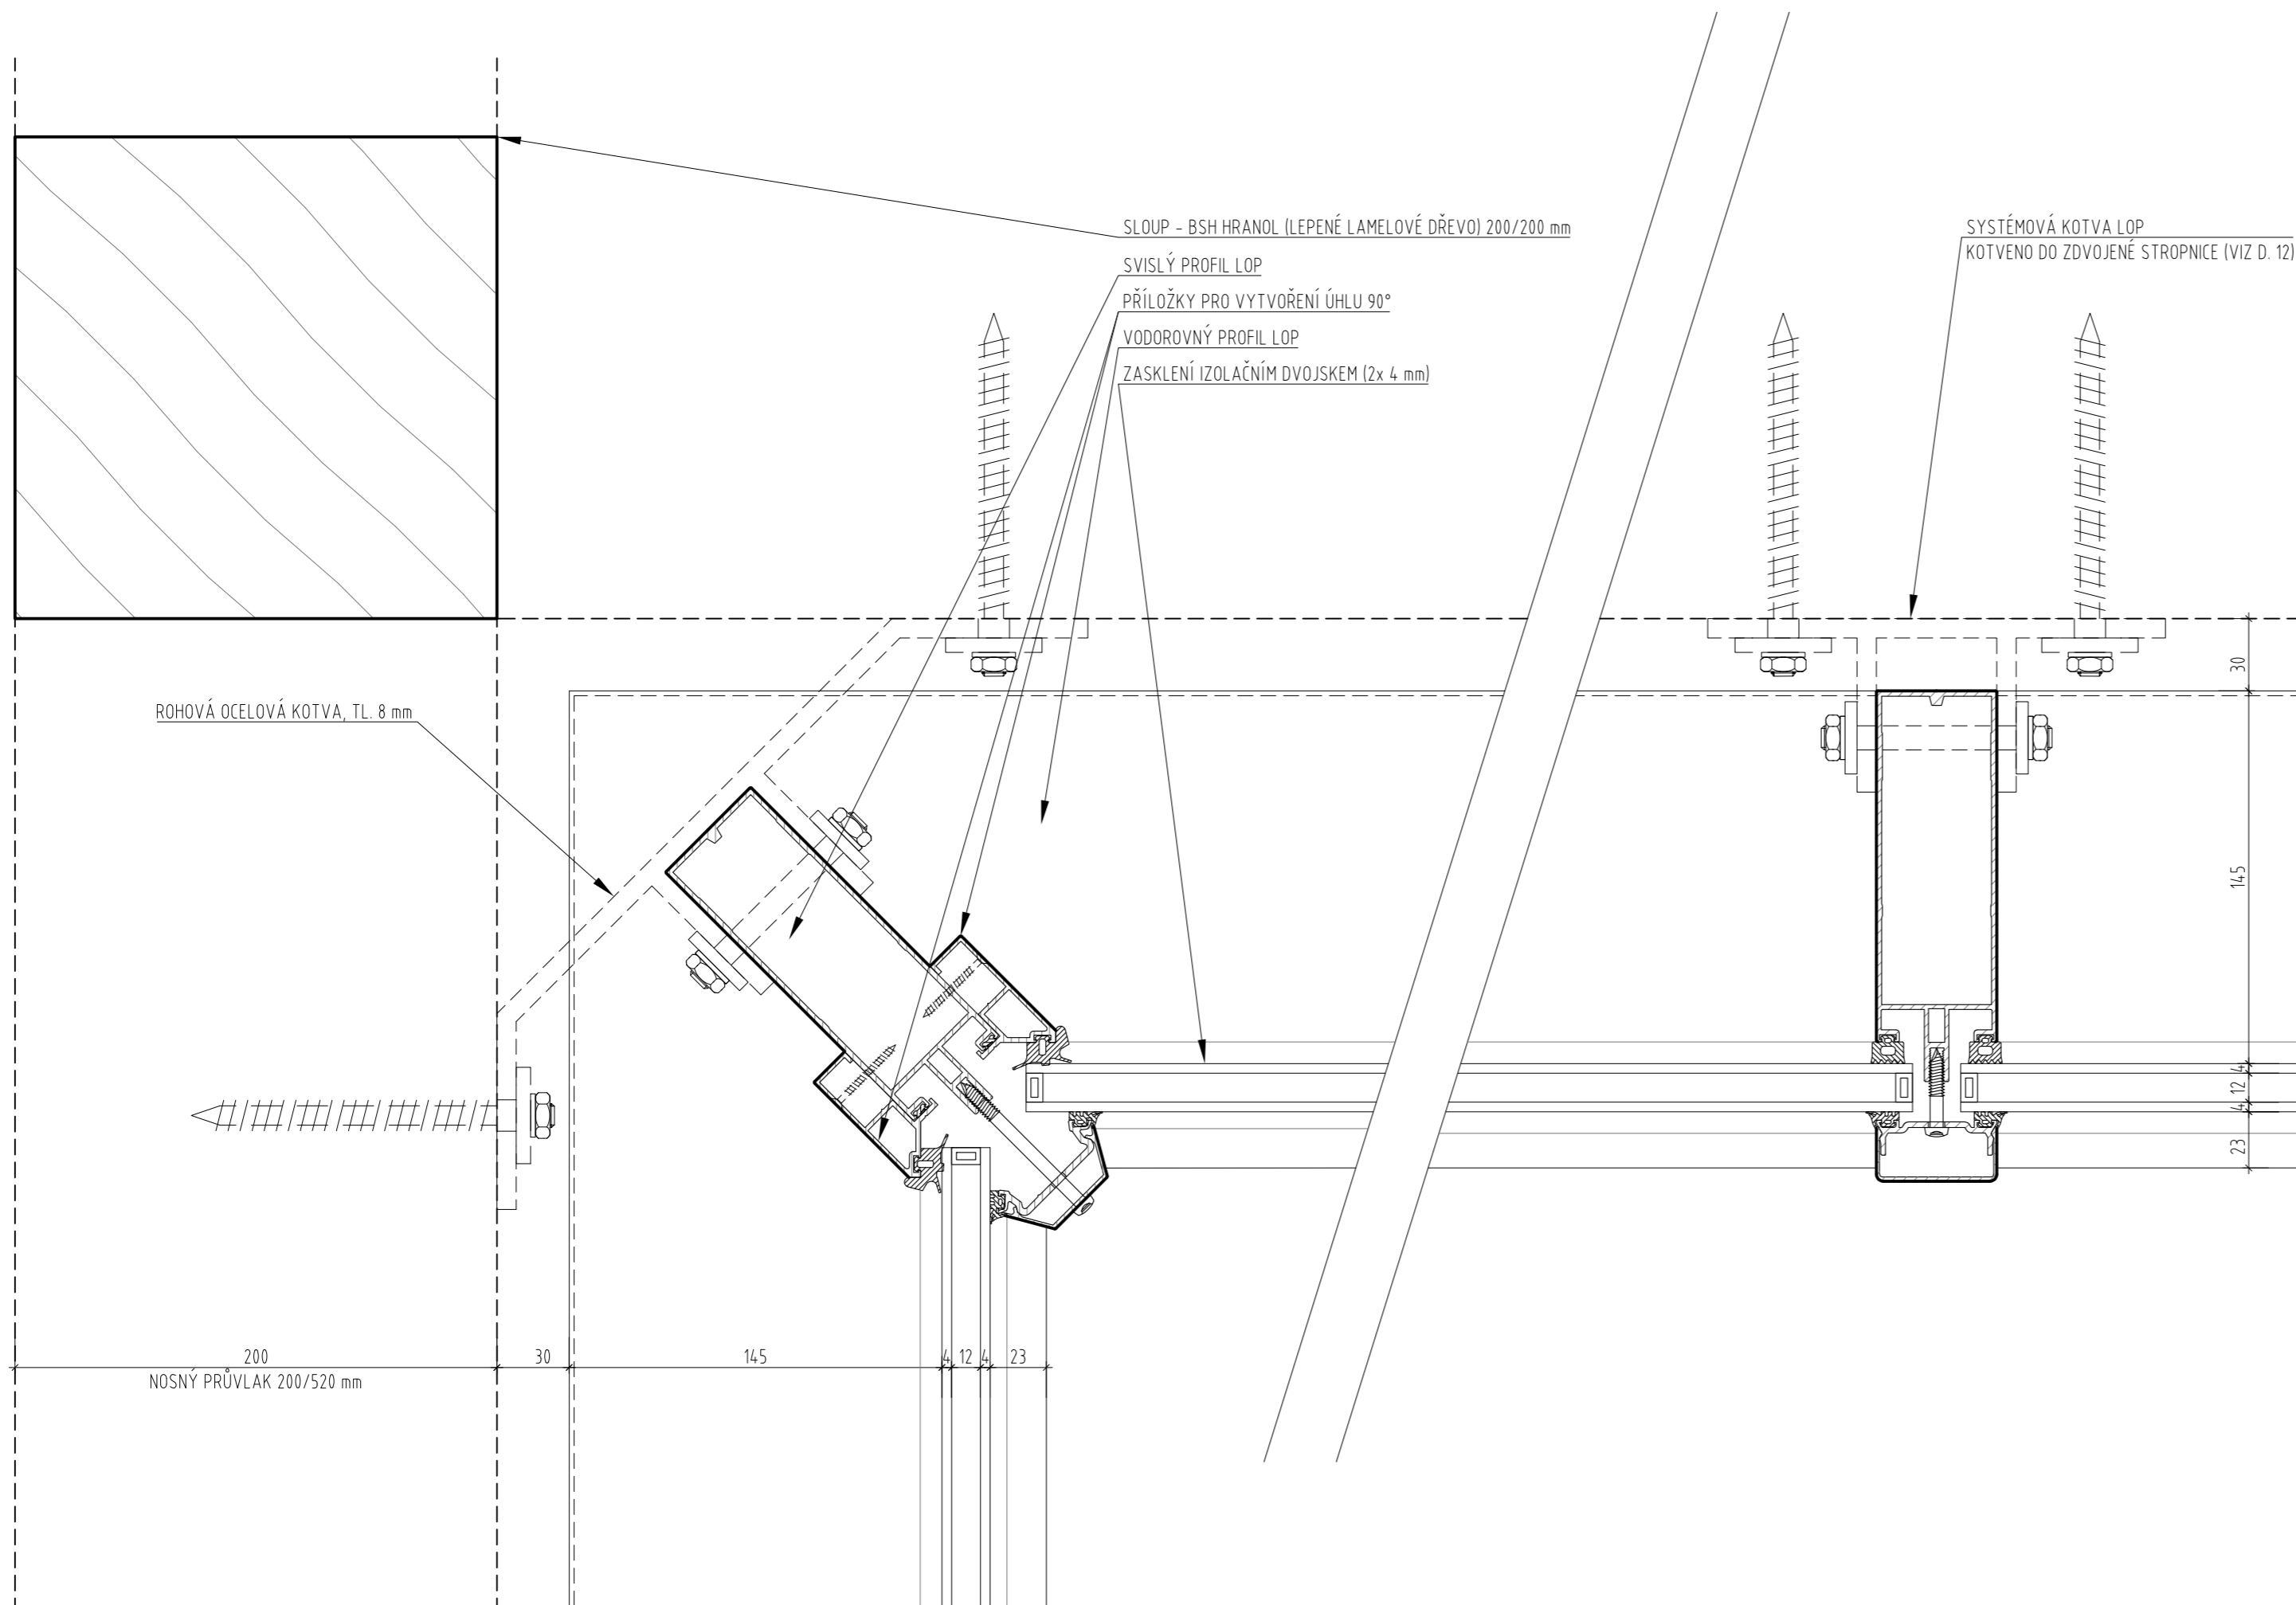 SLOUP - BSH HRANOL (LEPENÉ LAMELOVÉ DŘEVO) 200/200 mm
SVISLÝ PROFIL LOP
PŘÍLOŽKY PRO VYTVOŘENÍ ÚHLU 90°
VODOROVNÝ PROFIL LOP
ZASKLENÍ IZOLAČNÍM DVOJSKEM (2x 4 mm)
SYSTÉMOVÁ KOTVA LOP
KOTVENO DO ZDVOJENÉ STROPNICE (VIZ D. 12)
ROHOVÁ OCELOVÁ KOTVA, TL. 8 mm
30
145
4
12
4
23
200
30
145
4
12
4
23
NOSNÝ PRŮVLAK 200/520 mm